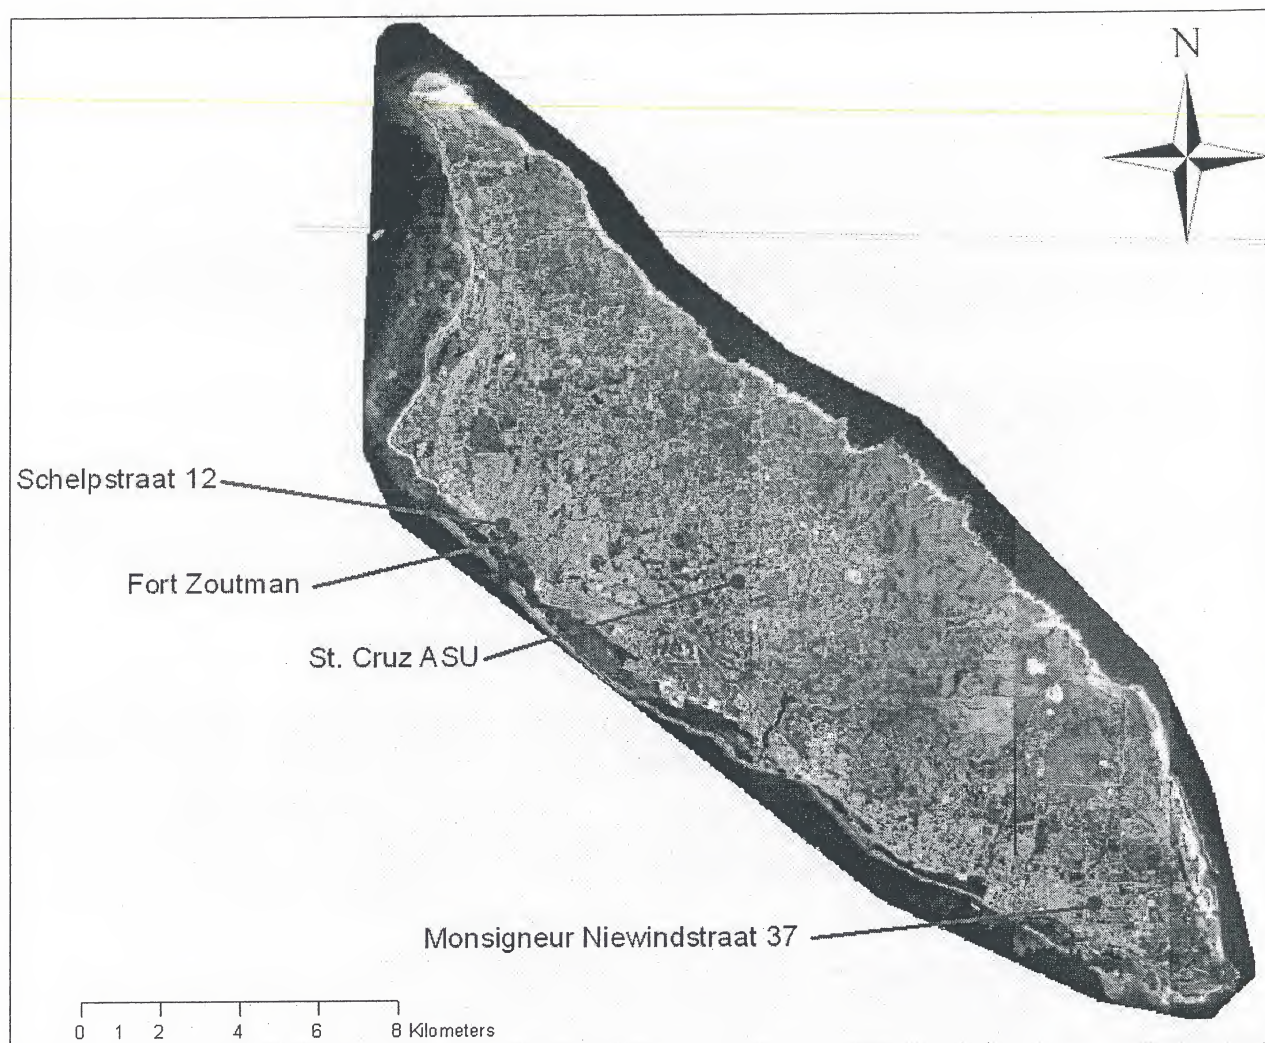 N
Schelpstraat 12
Fort Zoutman
St. Cruz ASU
Monsigneur Niewindstraat 37
0 1 2 4 6 8 Kilometers